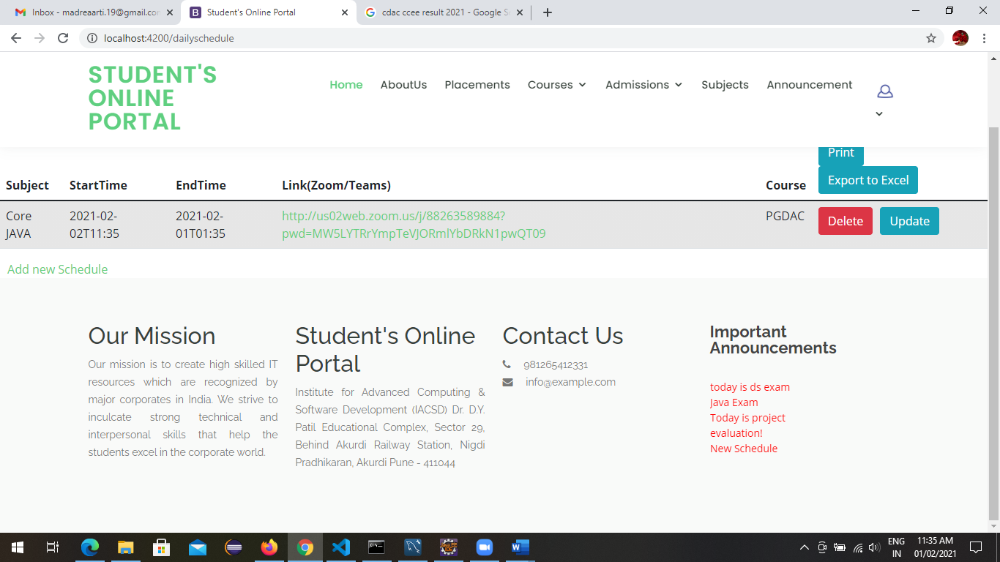 Inbox - madreaarti.19@gmail.co
Student's Online Portal
cdac ccee result 2021 - Google S
localhost:4200/dailyschedule
STUDENT'S
ONLINE
PORTAL
Home AboutUs Placements Courses Admissions Subjects Announcement
Print
Export to Excel
Subject StartTime EndTime Link(Zoom/Teams) Course
Core JAVA
2021-02-02T11:35
2021-02-01T01:35
http://us02web.zoom.us/j/88263589884?
pwd=MW5LYTRrYmpTeVJORmlYbDRkN1pwQT09
PGDAC
Delete Update
Add new Schedule
Our Mission
Our mission is to create high skilled IT
resources which are recognized by
major corporates in India. We strive to
inculcate strong technical and
interpersonal skills that help the
students excel in the corporate world.
Student's Online
Portal
Institute for Advanced Computing &
Software Development (IACSD) Dr. D.Y.
Patil Educational Complex, Sector 29,
Behind Akurdi Railway Station, Nigdi
Pradhikaran, Akurdi Pune - 411044
Contact Us
981265412331
info@example.com
Important
Announcements
today is ds exam
Java Exam
Today is project
evaluation!
New Schedule
ENG
IN
11:35 AM
01/02/2021